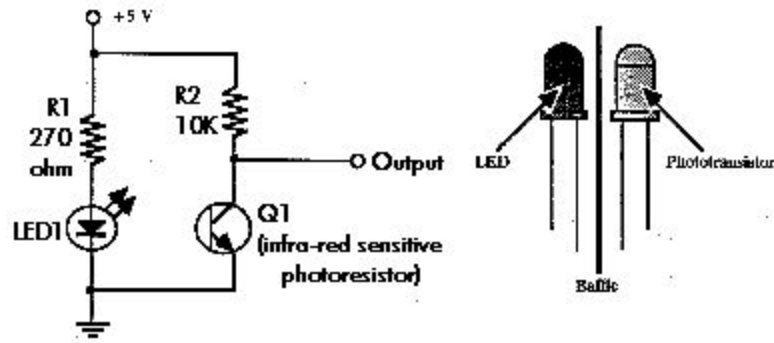 +5 V
R1
270
ohm
R2
10K
Output
LED1
Q1
(infra-red sensitive
photoresistor)
LED
Phototransistor
Baffle